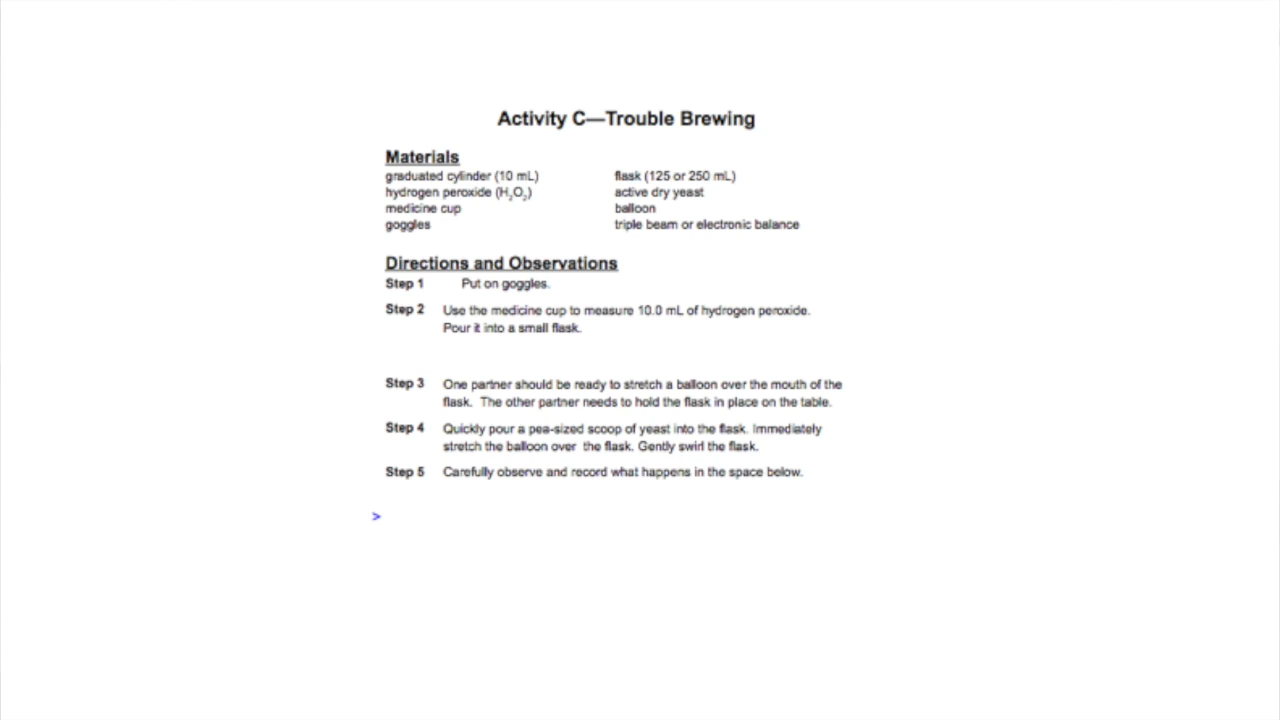 Activity C—Trouble Brewing
Materials
graduated cylinder (10 mL) flask (125 or 250 mL)
hydrogen peroxide (H₂O₂) active dry yeast
medicine cup balloon
goggles triple beam or electronic balance
Directions and Observations
Step 1 Put on goggles.
Step 2 Use the medicine cup to measure 10.0 mL of hydrogen peroxide.
Pour it into a small flask.
Step 3 One partner should be ready to stretch a balloon over the mouth of the
flask. The other partner needs to hold the flask in place on the table.
Step 4 Quickly pour a pea-sized scoop of yeast into the flask. Immediately
stretch the balloon over the flask. Gently swirl the flask.
Step 5 Carefully observe and record what happens in the space below.
>